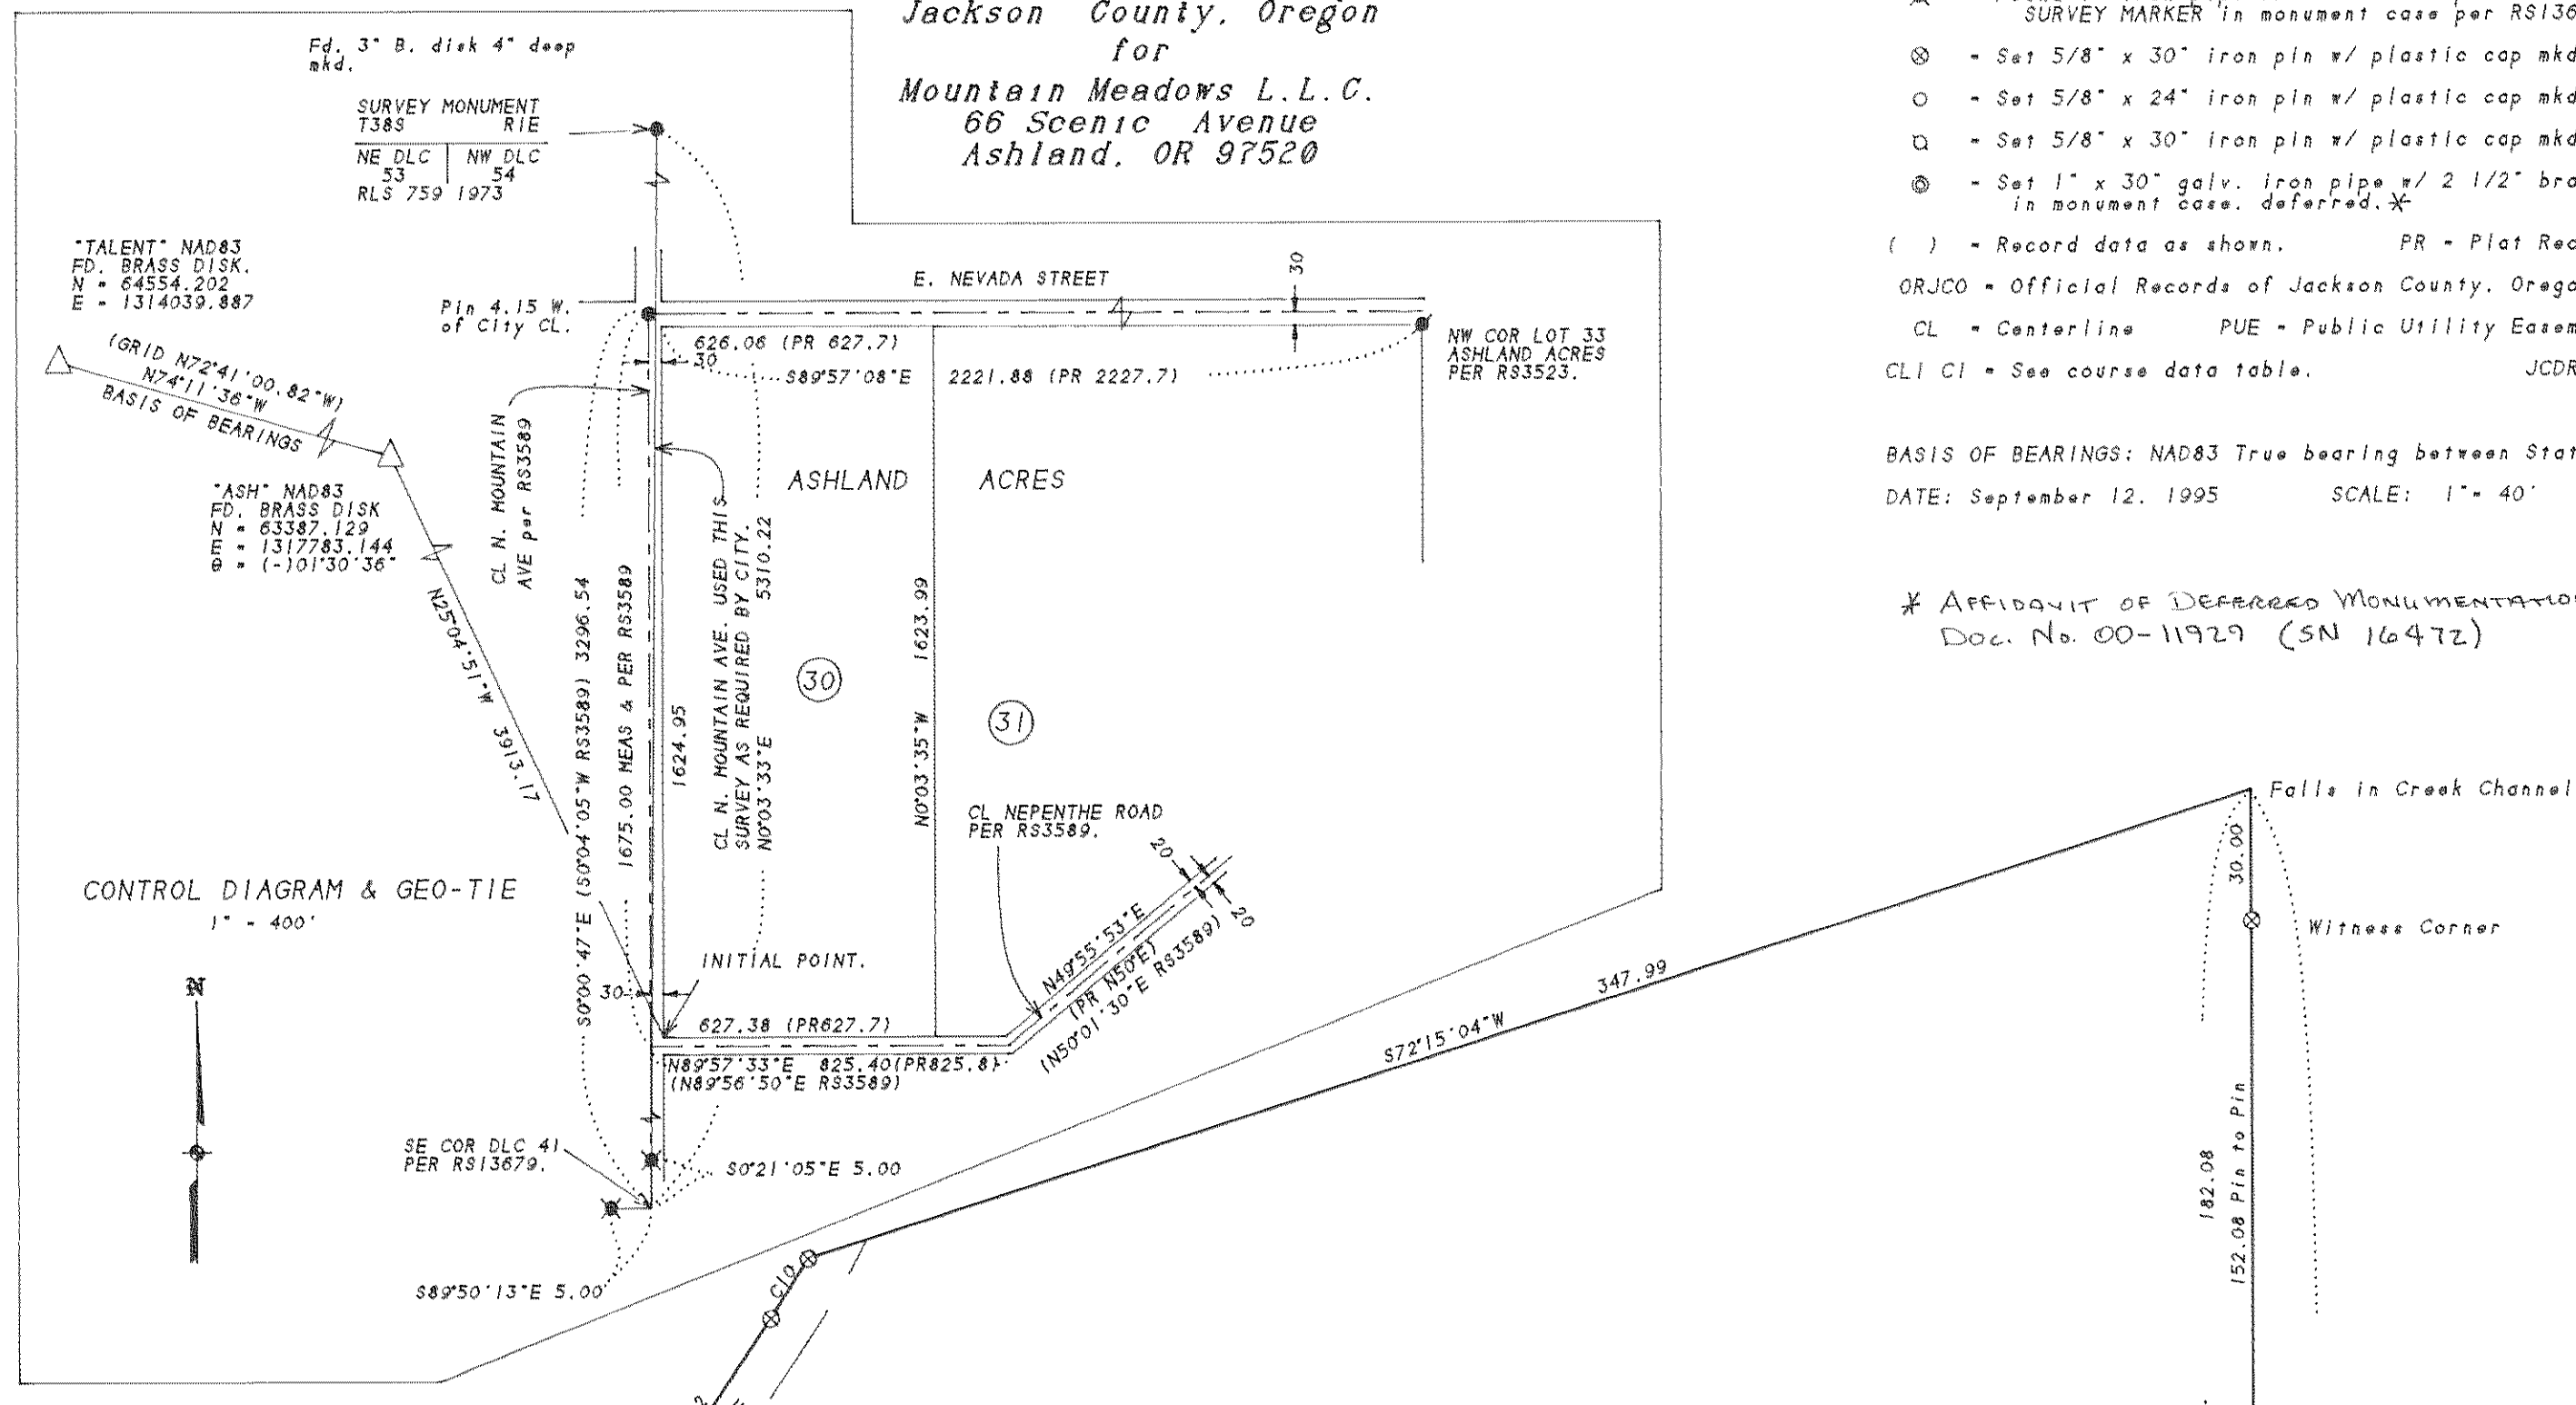 Jackson County, Oregon
for
Mountain Meadows L.L.C.
66 Scenic Avenue
Ashland, OR 97520
Fd. 3" B. disk 4" deep
mkd.
SURVEY MONUMENT
T38S R1E
NE DLC NW DLC
53 54
RLS 759 1973
"TALENT" NAD83
FD. BRASS DISK.
N = 64554.202
E = 1314039.887
(GRID N72°41'00.82"W)
N74°11'36"W
BASIS OF BEARINGS
"ASH" NAD83
FD. BRASS DISK
N = 63387.129
E = 1317783.144
θ = (-)01°30'36"
N25°04'51"W 3913.17
Pin 4.15 W.
of City CL.
E. NEVADA STREET
30
626.06 (PR 627.7)
30
S89°57'08"E 2221.88 (PR 2227.7)
NW COR LOT 33
ASHLAND ACRES
PER RS3523.
CL N. MOUNTAIN
AVE per RS3589
ASHLAND ACRES
S0°00'47"E (S0°04'05"W RS3589) 3296.54
1675.00 MEAS & PER RS3589
1624.95
CL N. MOUNTAIN AVE. USED THIS
SURVEY AS REQUIRED BY CITY.
N0°03'33"E 5310.22
N0°03'35"W 1623.99
30
31
CL NEPENTHE ROAD
PER RS3589.
20
20
N49°55'53"E
(PR N50°E)
(N50°01'30"E RS3589)
CONTROL DIAGRAM & GEO-TIE
1" = 400'
N
INITIAL POINT.
30
627.38 (PR627.7)
N89°57'33"E 825.40(PR825.8)
(N89°56'50"E RS3589)
SE COR DLC 41
PER RS13679.
S0°21'05"E 5.00
S89°50'13"E 5.00
C10
S72°15'04"W
347.99
SURVEY MARKER in monument case per RS136
- Set 5/8" x 30" iron pin w/ plastic cap mkd
- Set 5/8" x 24" iron pin w/ plastic cap mkd
- Set 5/8" x 30" iron pin w/ plastic cap mkd
- Set 1" x 30" galv. iron pipe w/ 2 1/2" bra
in monument case, deferred.*
( ) = Record data as shown. PR = Plat Rec
ORJCO = Official Records of Jackson County, Orego
CL = Centerline PUE = Public Utility Easem
CL1 C1 = See course data table. JCDR
BASIS OF BEARINGS: NAD83 True bearing between Stat
DATE: September 12, 1995 SCALE: 1"= 40'
* AFFIDAVIT OF DEFERRED MONUMENTATION
Doc. No. 00-11929 (SN 16472)
Falls in Creek Channel
30.00
Witness Corner
182.08
152.08 Pin to Pin